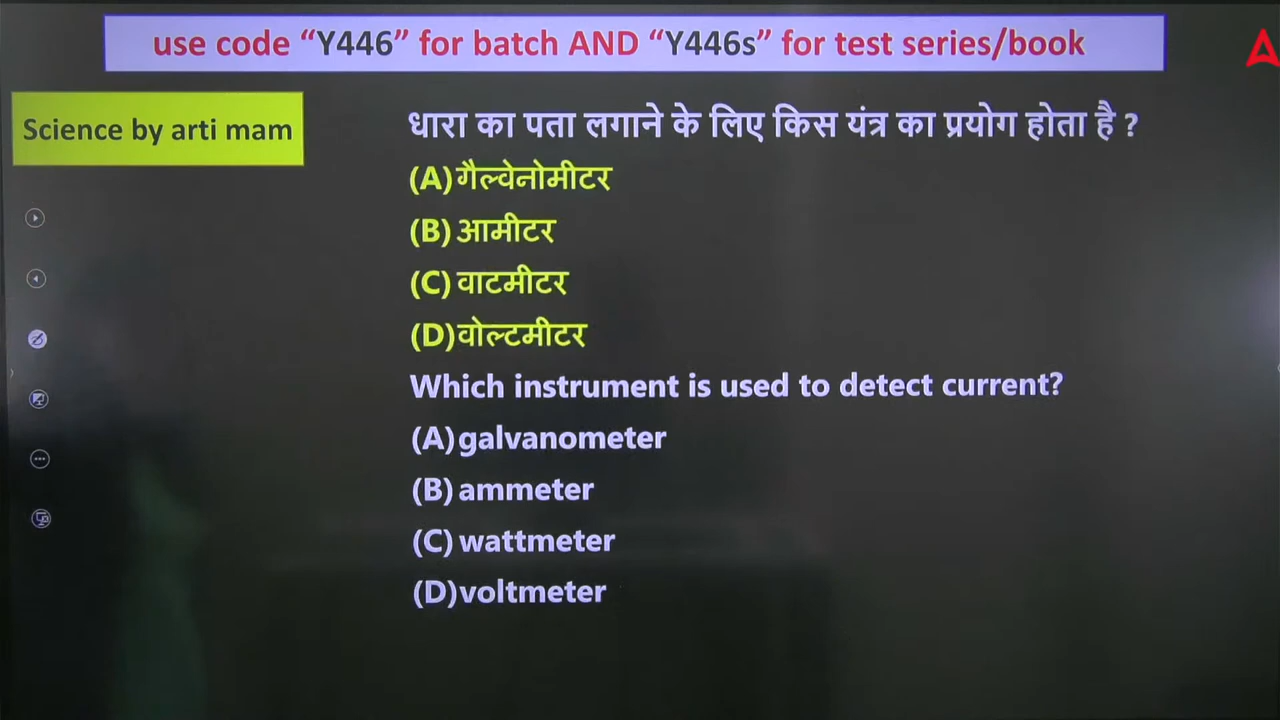 use code “Y446” for batch AND “Y446s” for test series/book
Science by arti mam
धारा का पता लगाने के लिए किस यंत्र का प्रयोग होता है ?
(A) गैल्वेनोमीटर
(B) आमीटर
(C) वाटमीटर
(D) वोल्टमीटर
Which instrument is used to detect current?
(A) galvanometer
(B) ammeter
(C) wattmeter
(D) voltmeter